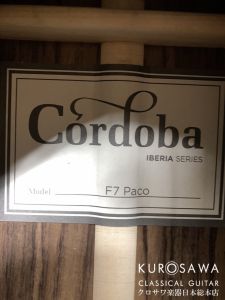 Córdoba
IBERIA SERIES
Model F7 Paco
KUROSAWA
CLASSICAL GUITAR
クロサワ楽器日本総本店